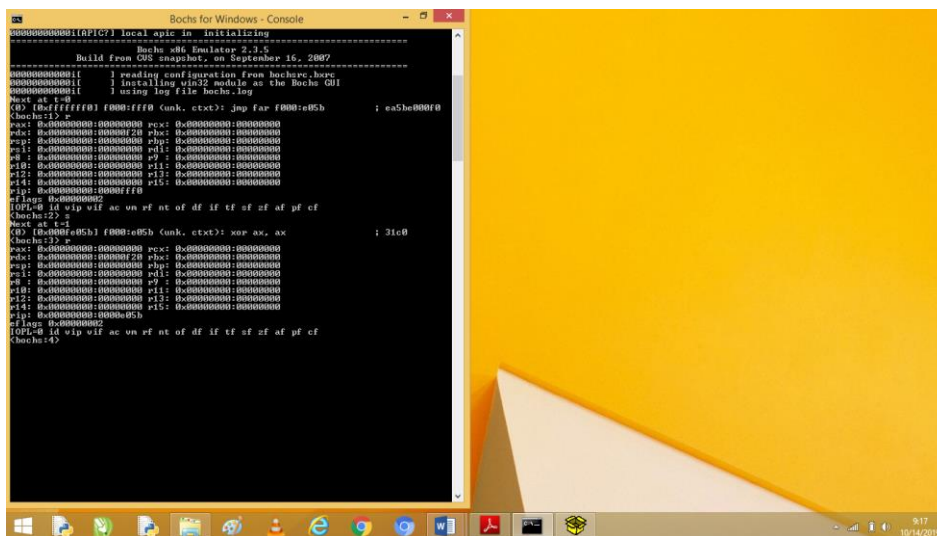 Bochs for Windows - Console
00000000000i[APIC?] local apic in  initializing
========================================================================
Bochs x86 Emulator 2.3.5
Build from CVS snapshot, on September 16, 2007
========================================================================
00000000000i[     ] reading configuration from bochsrc.bxrc
00000000000i[     ] installing win32 module as the Bochs GUI
00000000000i[     ] using log file bochs.log
Next at t=0
(0) [0xfffffff0] f000:fff0 (unk. ctxt): jmp far f000:e05b ; ea5be000f0
<bochs:1> r
rax: 0x00000000:00000000 rcx: 0x00000000:00000000
rdx: 0x00000000:00000f20 rbx: 0x00000000:00000000
rsp: 0x00000000:00000000 rbp: 0x00000000:00000000
rsi: 0x00000000:00000000 rdi: 0x00000000:00000000
r8 : 0x00000000:00000000 r9 : 0x00000000:00000000
r10: 0x00000000:00000000 r11: 0x00000000:00000000
r12: 0x00000000:00000000 r13: 0x00000000:00000000
r14: 0x00000000:00000000 r15: 0x00000000:00000000
rip: 0x00000000:0000fff0
eflags 0x00000002
IOPL=0 id vip vif ac vm rf nt of df if tf sf zf af pf cf
<bochs:2> s
Next at t=1
(0) [0x000fe05b] f000:e05b (unk. ctxt): xor ax, ax ; 31c0
<bochs:3> r
rax: 0x00000000:00000000 rcx: 0x00000000:00000000
rdx: 0x00000000:00000f20 rbx: 0x00000000:00000000
rsp: 0x00000000:00000000 rbp: 0x00000000:00000000
rsi: 0x00000000:00000000 rdi: 0x00000000:00000000
r8 : 0x00000000:00000000 r9 : 0x00000000:00000000
r10: 0x00000000:00000000 r11: 0x00000000:00000000
r12: 0x00000000:00000000 r13: 0x00000000:00000000
r14: 0x00000000:00000000 r15: 0x00000000:00000000
rip: 0x00000000:0000e05b
eflags 0x00000002
IOPL=0 id vip vif ac vm rf nt of df if tf sf zf af pf cf
<bochs:4>
9:17